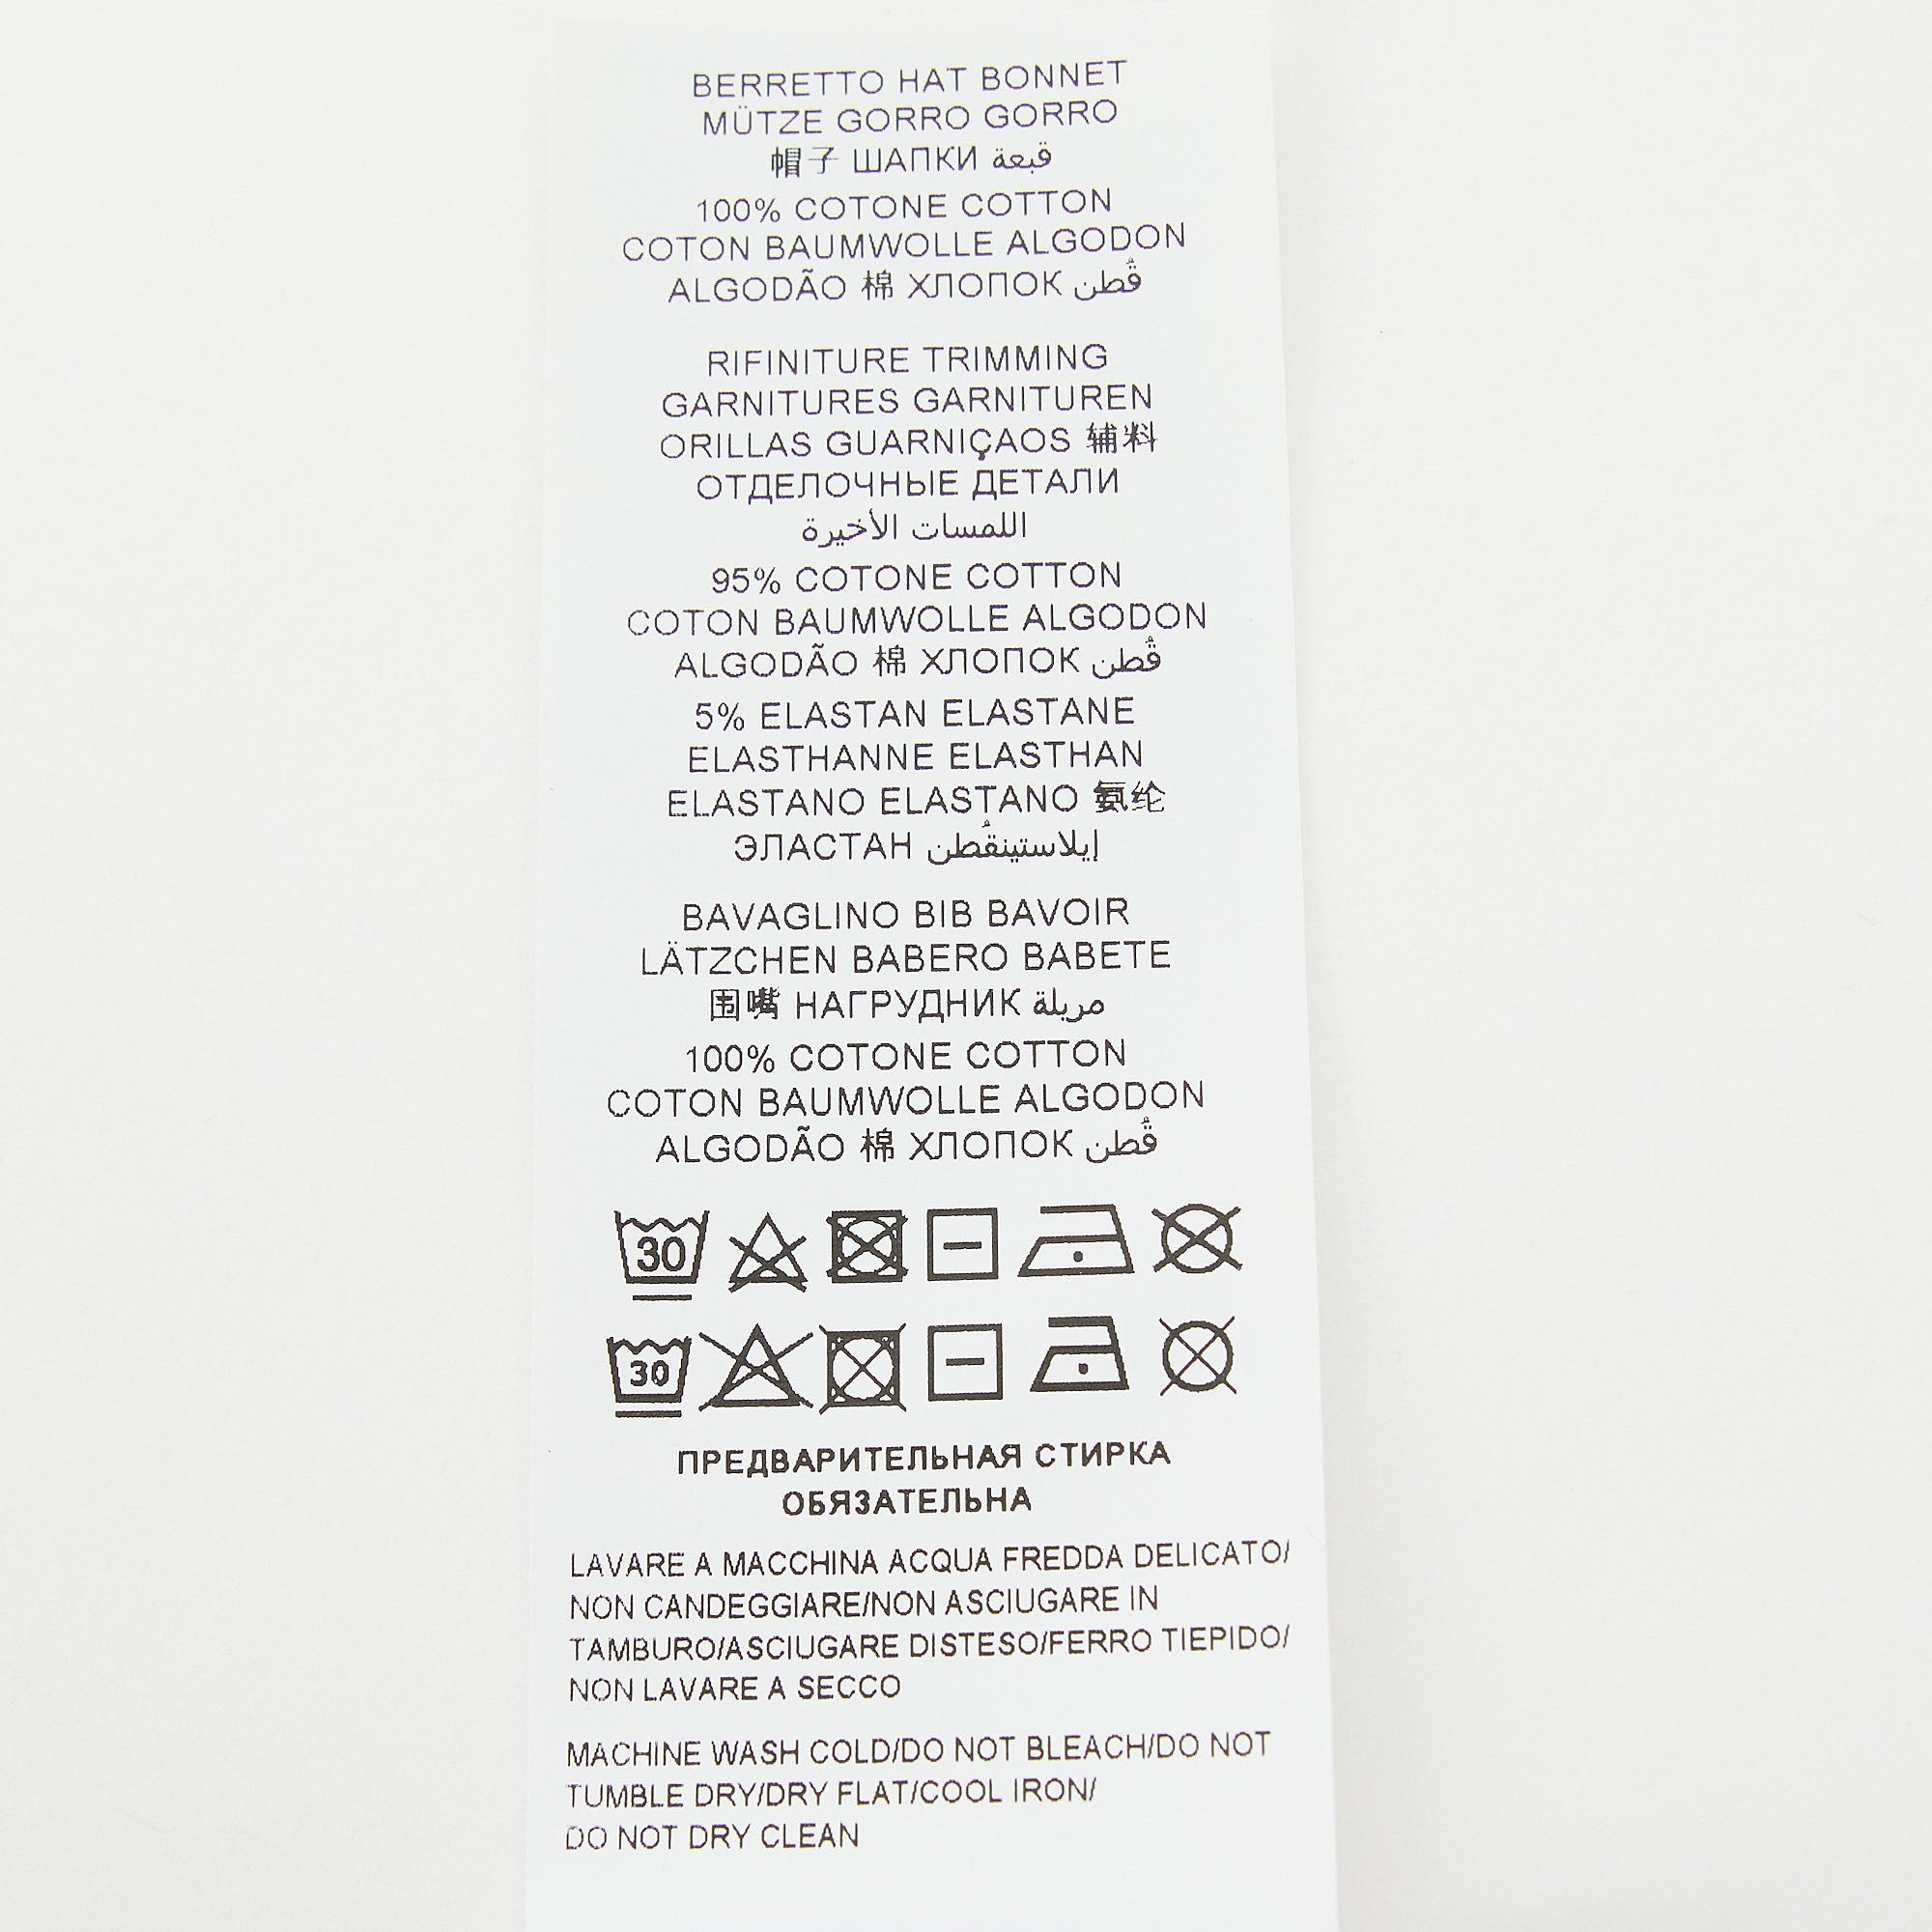 BERRETTO HAT BONNET
MÜTZE GORRO GORRO
帽子 ШАПКИ قبعة
100% COTONE COTTON
COTON BAUMWOLLE ALGODON
ALGODÃO 棉 ХЛОПОК قُطن
RIFINITURE TRIMMING
GARNITURES GARNITUREN
ORILLAS GUARNIÇAOS 辅料
ОТДЕЛОЧНЫЕ ДЕТАЛИ
اللمسات الأخيرة
95% COTONE COTTON
COTON BAUMWOLLE ALGODON
ALGODÃO 棉 ХЛОПОК قُطن
5% ELASTAN ELASTANE
ELASTHANNE ELASTHAN
ELASTANO ELASTANO 氨纶
ЭЛАСТАН إيلاستينقُطن
BAVAGLINO BIB BAVOIR
LÄTZCHEN BABERO BABETE
围嘴 НАГРУДНИК مريلة
100% COTONE COTTON
COTON BAUMWOLLE ALGODON
ALGODÃO 棉 ХЛОПОК قُطن
30
30
ПРЕДВАРИТЕЛЬНАЯ СТИРКА
ОБЯЗАТЕЛЬНА
LAVARE A MACCHINA ACQUA FREDDA DELICATO/
NON CANDEGGIARE/NON ASCIUGARE IN
TAMBURO/ASCIUGARE DISTESO/FERRO TIEPIDO/
NON LAVARE A SECCO
MACHINE WASH COLD/DO NOT BLEACH/DO NOT
TUMBLE DRY/DRY FLAT/COOL IRON/
DO NOT DRY CLEAN